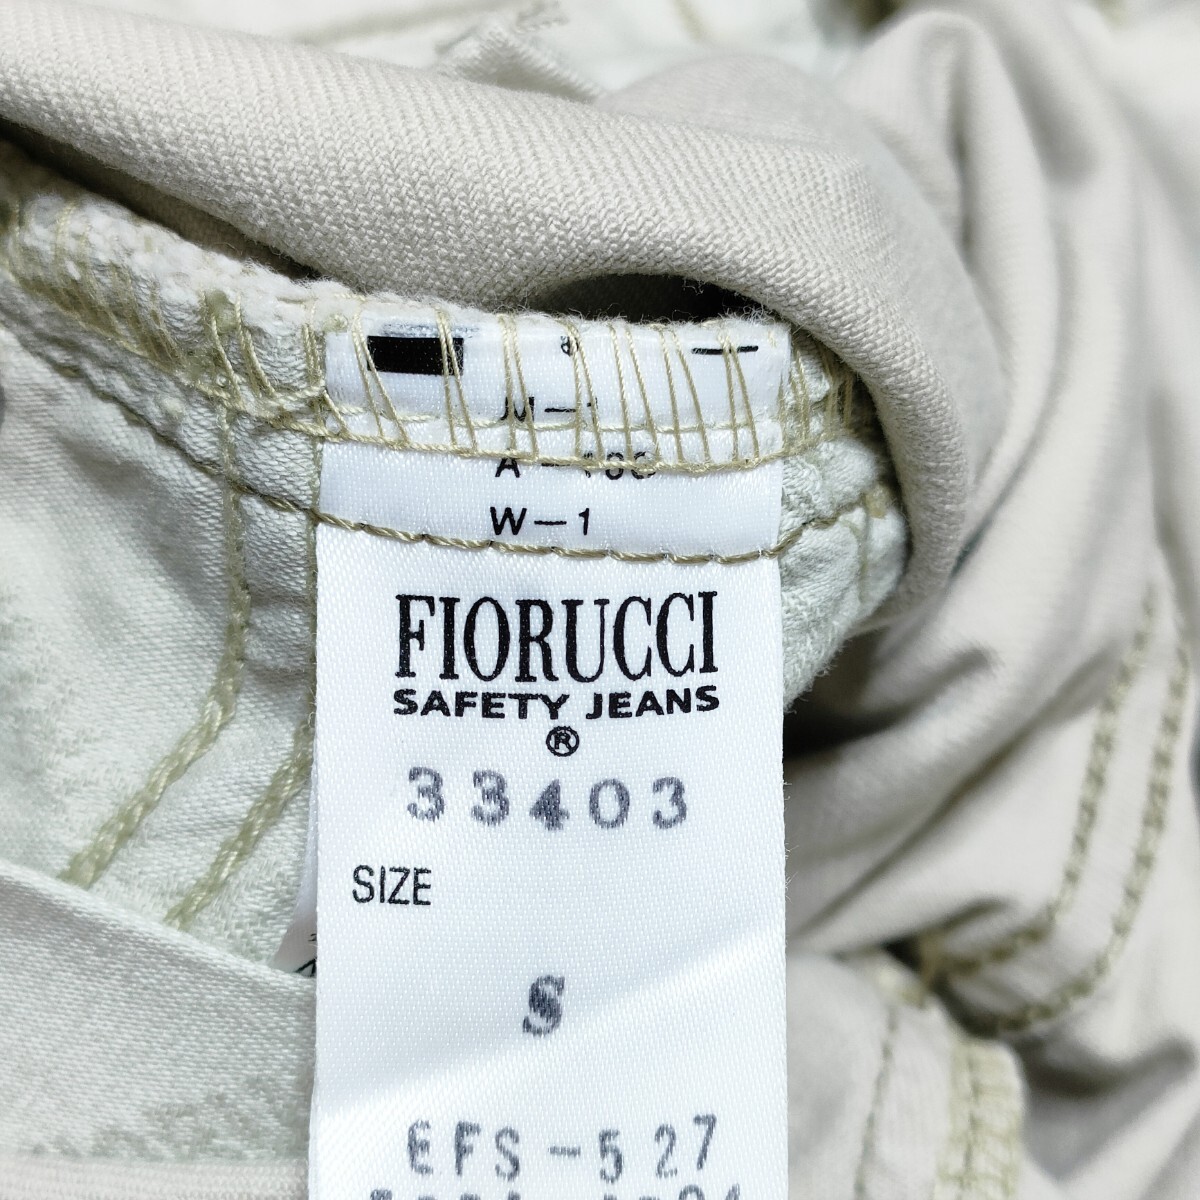 W-1
FIORUCCI
SAFETY JEANS
®
33403
SIZE
S
EFS-527